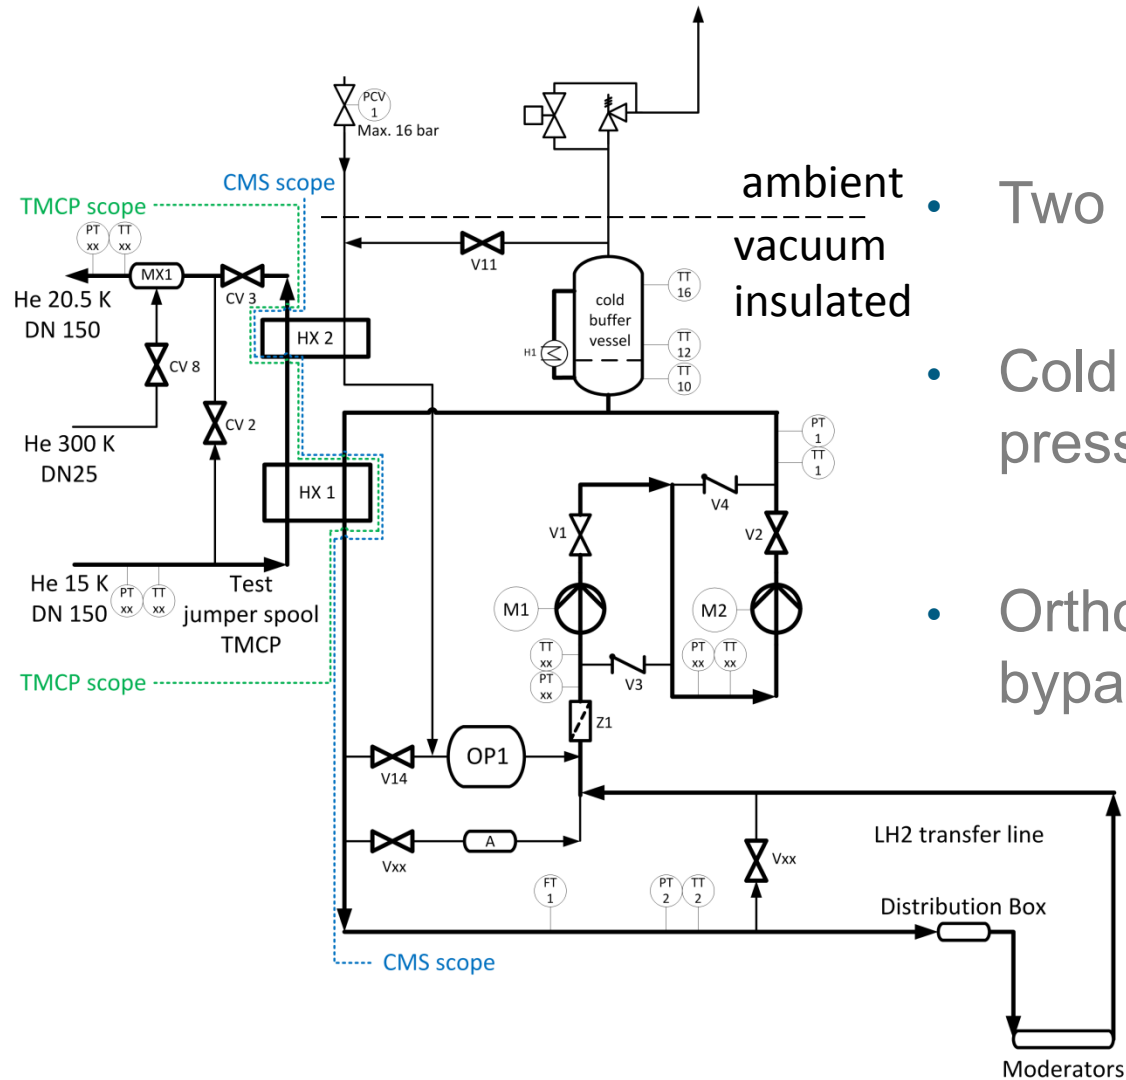 PCV
1
Max. 16 bar
CMS scope
TMCP scope
ambient
vacuum
insulated
PT
xx
TT
xx
MX1
CV 3
He 20.5 K
DN 150
HX 2
V11
cold
buffer
vessel
H1
TT
16
TT
12
TT
10
CV 8
CV 2
He 300 K
DN25
HX 1
PT
1
TT
1
V4
V1
V2
He 15 K
DN 150
PT
xx
TT
xx
Test
jumper spool
TMCP
M1
M2
TT
xx
PT
xx
V3
PT
xx
TT
xx
TMCP scope
Z1
OP1
V14
A
Vxx
LH2 transfer line
Vxx
FT
1
PT
2
TT
2
Distribution Box
CMS scope
Moderators
• Two
• Cold
press
• Ortho
bypa